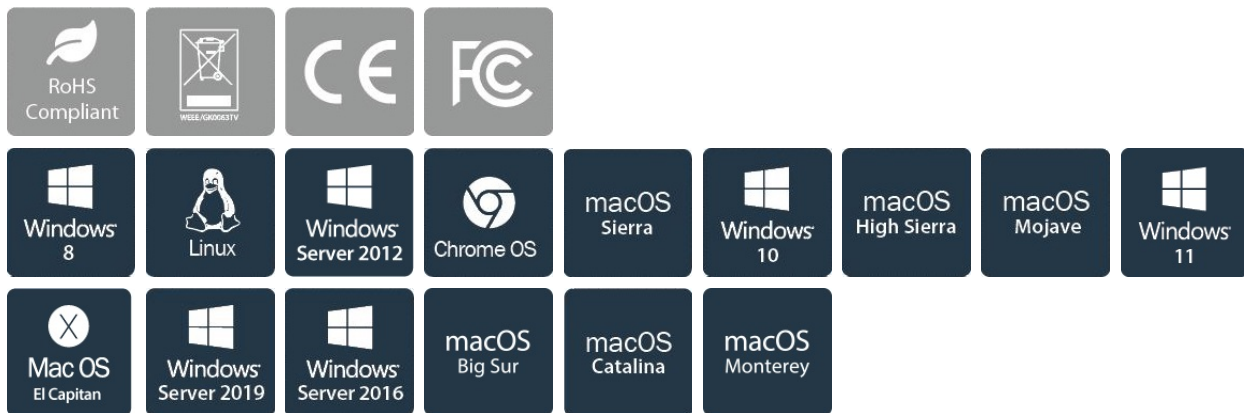 RoHS
Compliant
WEEE/GK0083TV
CE
FC
Windows
8
Linux
Windows
Server 2012
Chrome OS
macOS
Sierra
Windows
10
macOS
High Sierra
macOS
Mojave
Windows
11
X
Mac OS
El Capitan
Windows
Server 2019
Windows
Server 2016
macOS
Big Sur
macOS
Catalina
macOS
Monterey